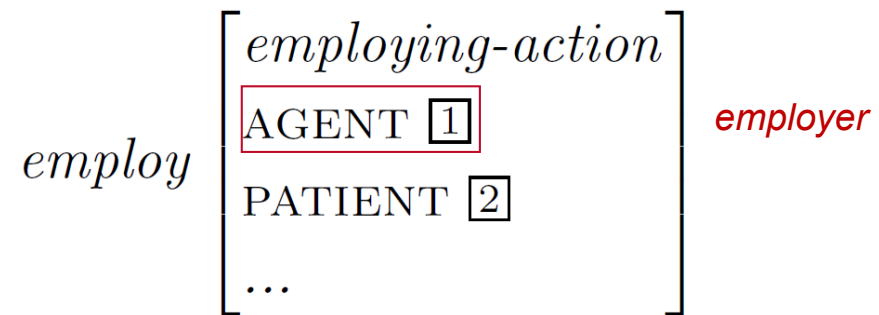 employing-action
AGENT 1
employer
employ
PATIENT 2
...